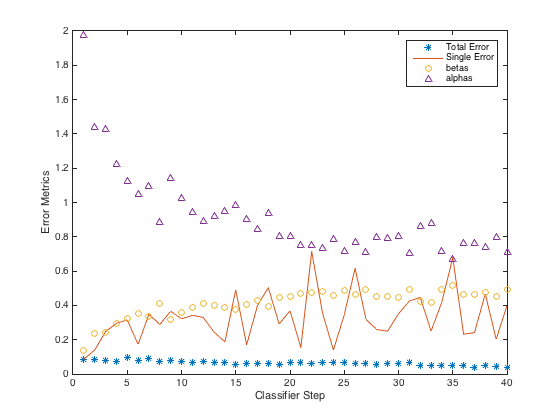 2
1.8
1.6
1.4
1.2
1
0.8
0.6
0.4
0.2
0
Error Metrics
Total Error
Single Error
betas
alphas
0 5 10 15 20 25 30 35 40
Classifier Step